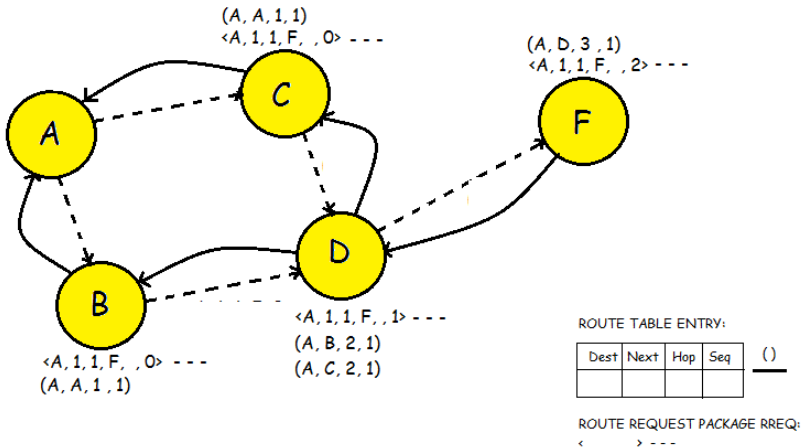 (A, A, 1, 1)
<A, 1, 1, F, , 0> - - -
(A, D, 3 , 1)
<A, 1, 1, F, , 2> - - -
A
C
F
D
B
<A, 1, 1, F, , 1> - - -
(A, B, 2, 1)
(A, C, 2, 1)
<A, 1, 1, F, , 0> - - -
(A, A, 1 , 1)
ROUTE TABLE ENTRY:
Dest Next Hop Seq ( )
ROUTE REQUEST PACKAGE RREQ:
< > - - -